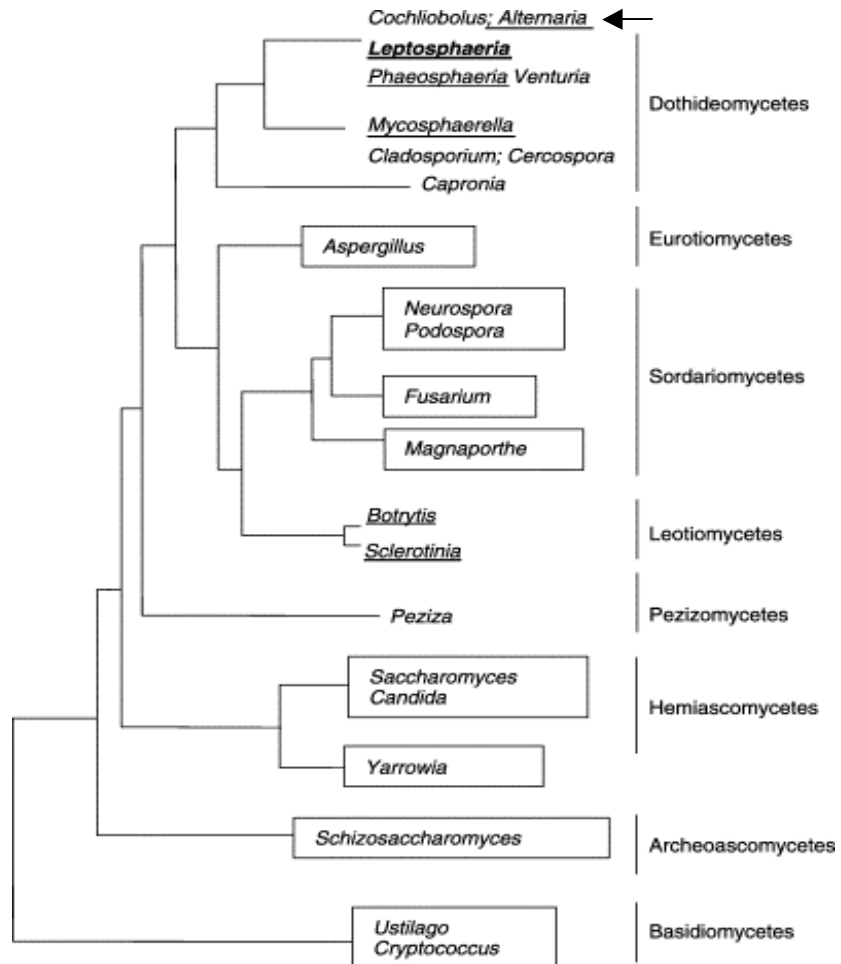 Cochliobolus; Alternaria
Leptosphaeria
Phaeosphaeria Venturia
Dothideomycetes
Mycosphaerella
Cladosporium; Cercospora
Capronia
Aspergillus
Eurotiomycetes
Neurospora
Podospora
Sordariomycetes
Fusarium
Magnaporthe
Botrytis
Leotiomycetes
Sclerotinia
Peziza
Pezizomycetes
Saccharomyces
Candida
Hemiascomycetes
Yarrowia
Schizosaccharomyces
Archeoascomycetes
Ustilago
Basidiomycetes
Cryptococcus